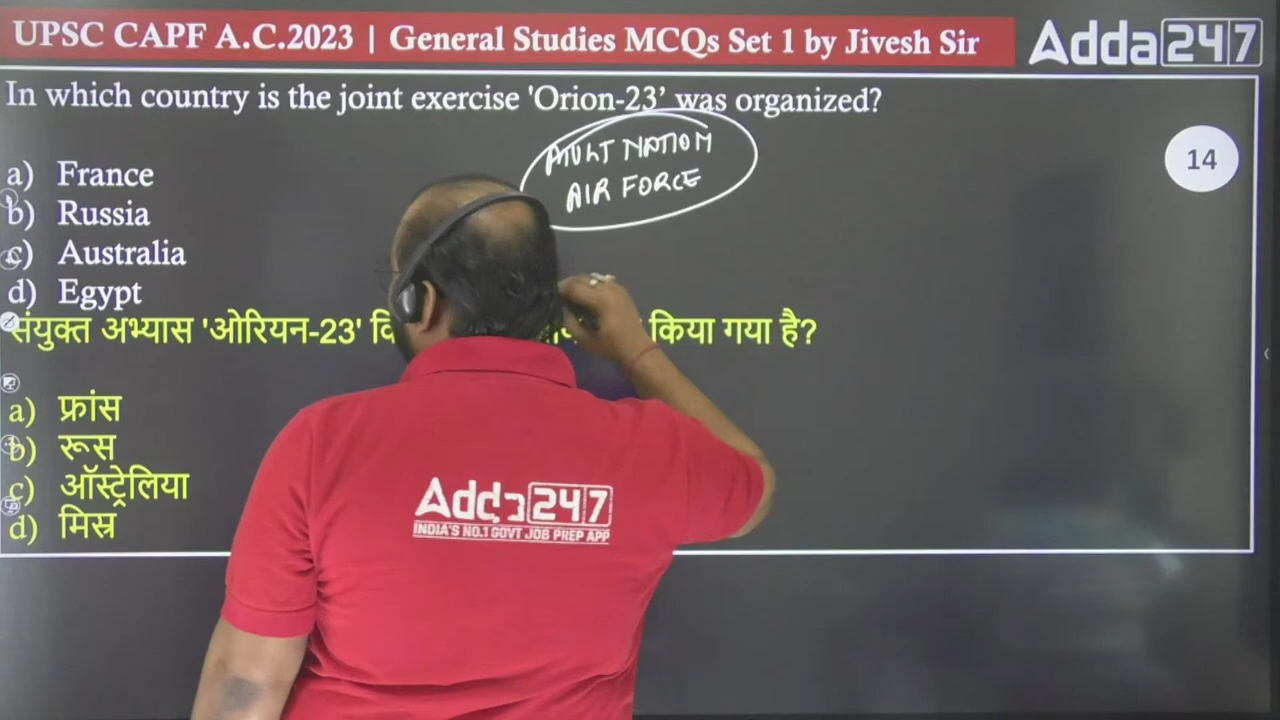 UPSC CAPF A.C.2023 | General Studies MCQs Set 1 by Jivesh Sir
Adda247
In which country is the joint exercise 'Orion-23’ was organized?
MULT NATION
AIR FORCE
14
a) France
b) Russia
c) Australia
d) Egypt
संयुक्त अभ्यास 'ओरियन-23' किया गया है?
a) फ्रांस
b) रूस
c) ऑस्ट्रेलिया
d) मिस्र
Adda247
INDIA'S NO.1 GOVT JOB PREP APP